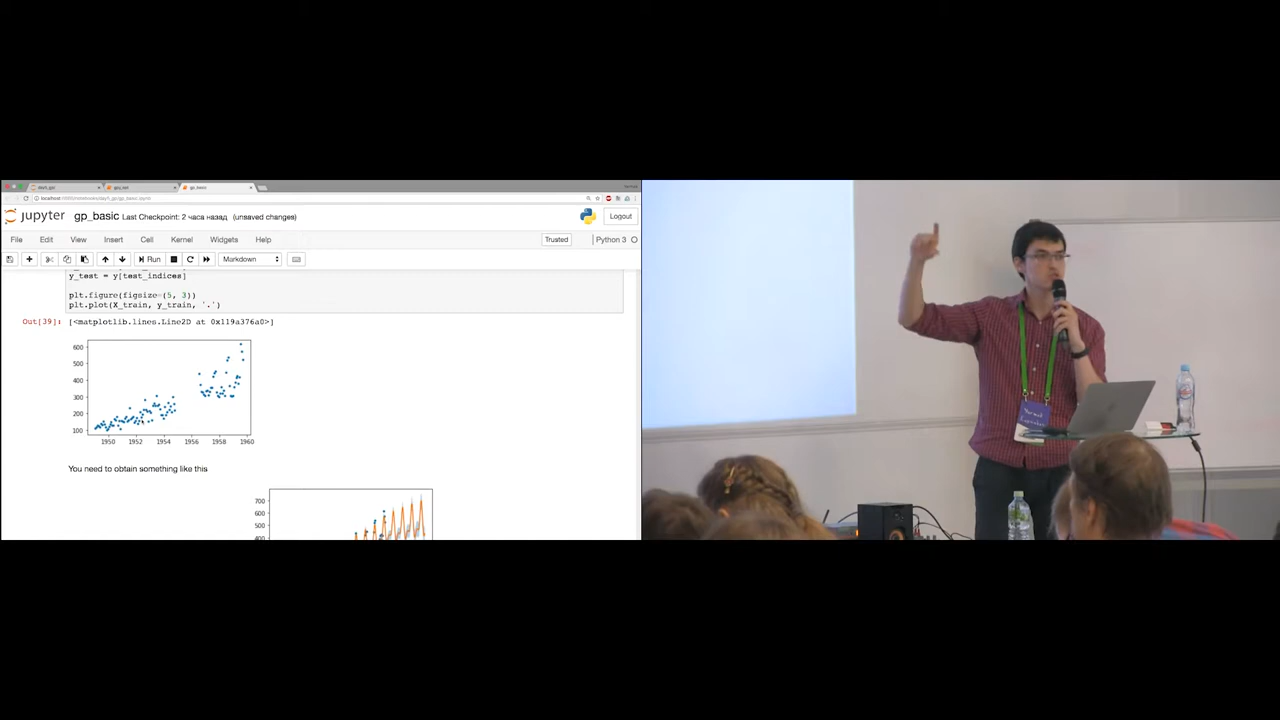 gp_basic
localhost
jupyter gp_basic Last Checkpoint: 2 часа назад (unsaved changes)
Logout
File Edit View Insert Cell Kernel Widgets Help
Trusted
Python 3
Run
Markdown
y_test = y[test_indices]
plt.figure(figsize=(5, 3))
plt.plot(X_train, y_train, '.')
Out[39]: [<matplotlib.lines.Line2D at 0x119a376a0>]
600
500
400
300
200
100
1950 1952 1954 1956 1958 1960
You need to obtain something like this
700
600
500
400